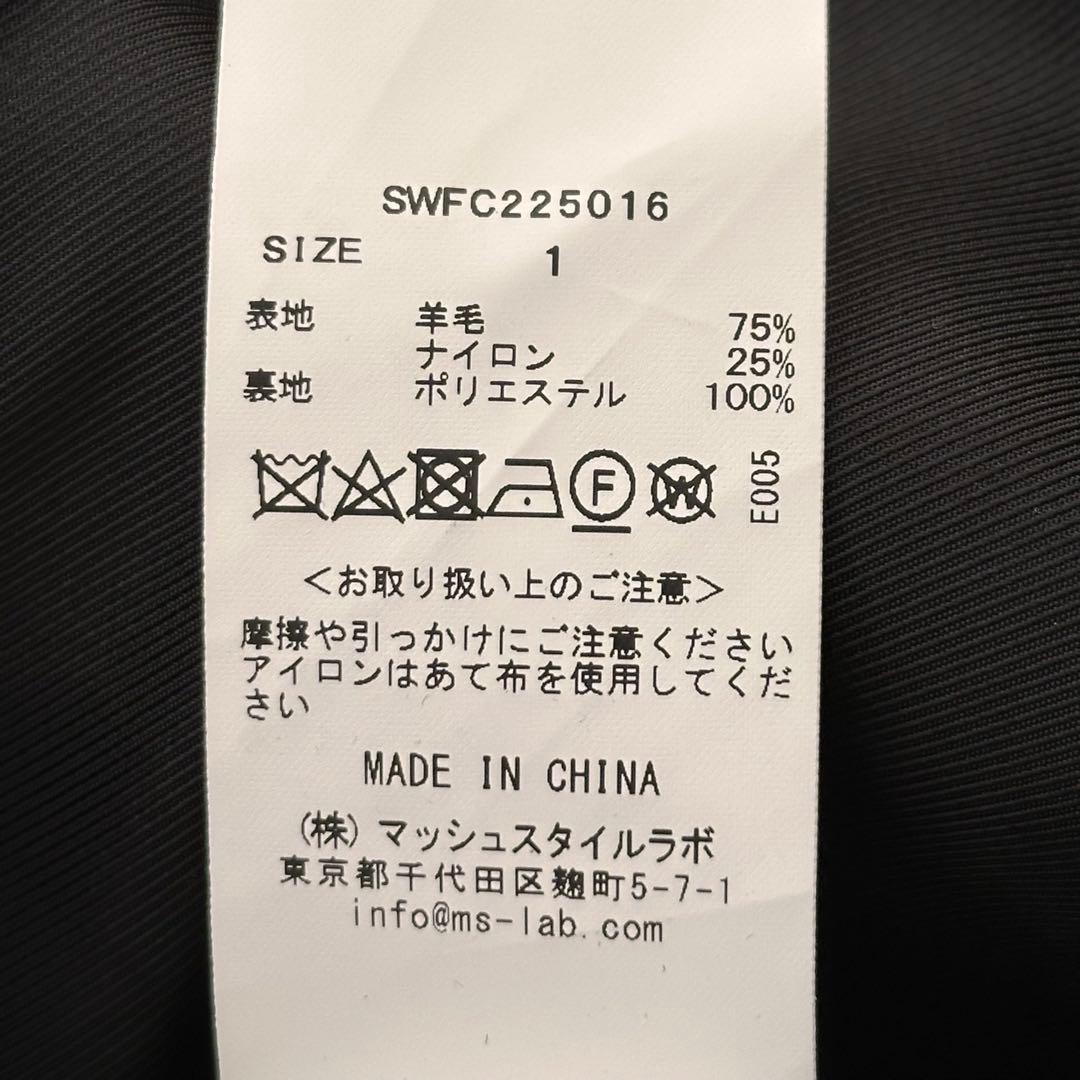 SWFC225016
SIZE 1
表地 羊毛 75%
ナイロン 25%
裏地 ポリエステル 100%
F W E005
<お取り扱い上のご注意>
摩擦や引っかけにご注意ください
アイロンはあて布を使用してくだ
さい
MADE IN CHINA
(株)マッシュスタイルラボ
東京都千代田区麹町5-7-1
info@ms-lab.com